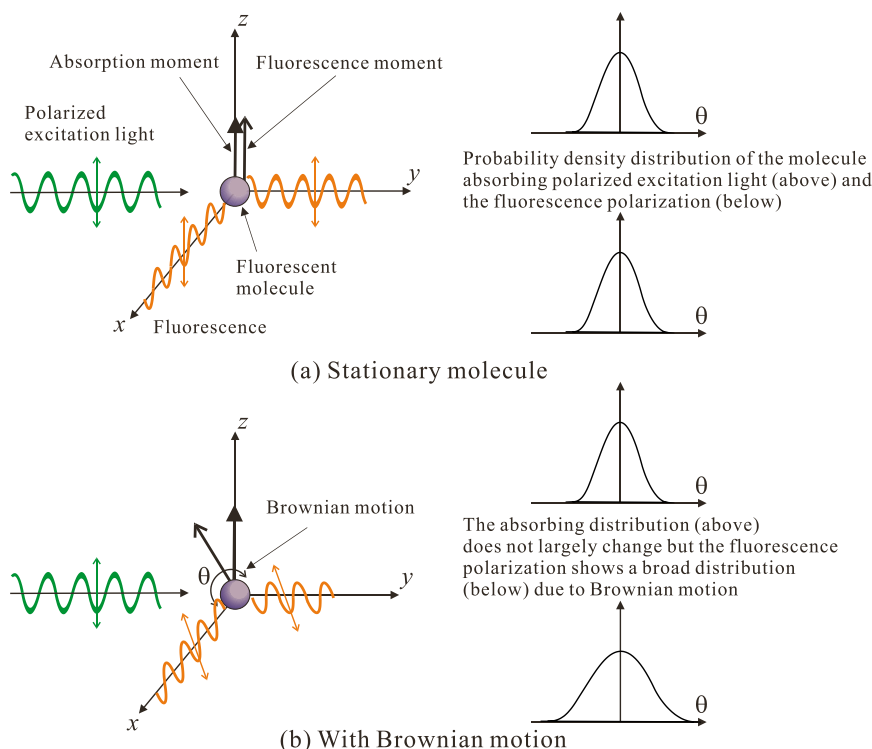 z
Absorption moment
Fluorescence moment
Polarized
excitation light
y
Fluorescent
molecule
x
Fluorescence
θ
Probability density distribution of the molecule
absorbing polarized excitation light (above) and
the fluorescence polarization (below)
θ
(a) Stationary molecule
z
Brownian motion
θ
y
x
θ
The absorbing distribution (above)
does not largely change but the fluorescence
polarization shows a broad distribution
(below) due to Brownian motion
θ
(b) With Brownian motion